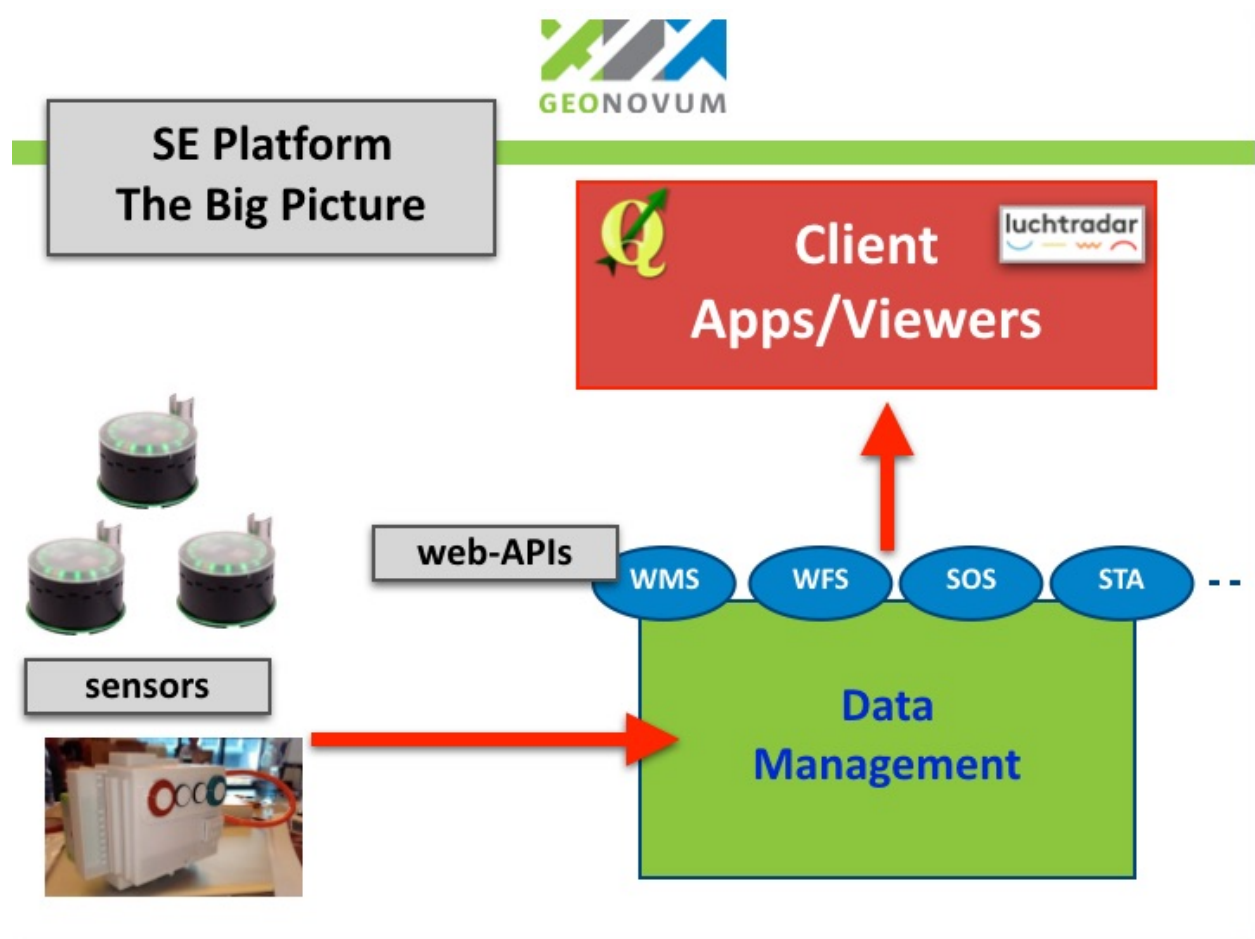 GEONOVUM
SE Platform
The Big Picture
luchtradar
Client
Apps/Viewers
web-APIs
WMS
WFS
SOS
STA
--
sensors
Data
Management